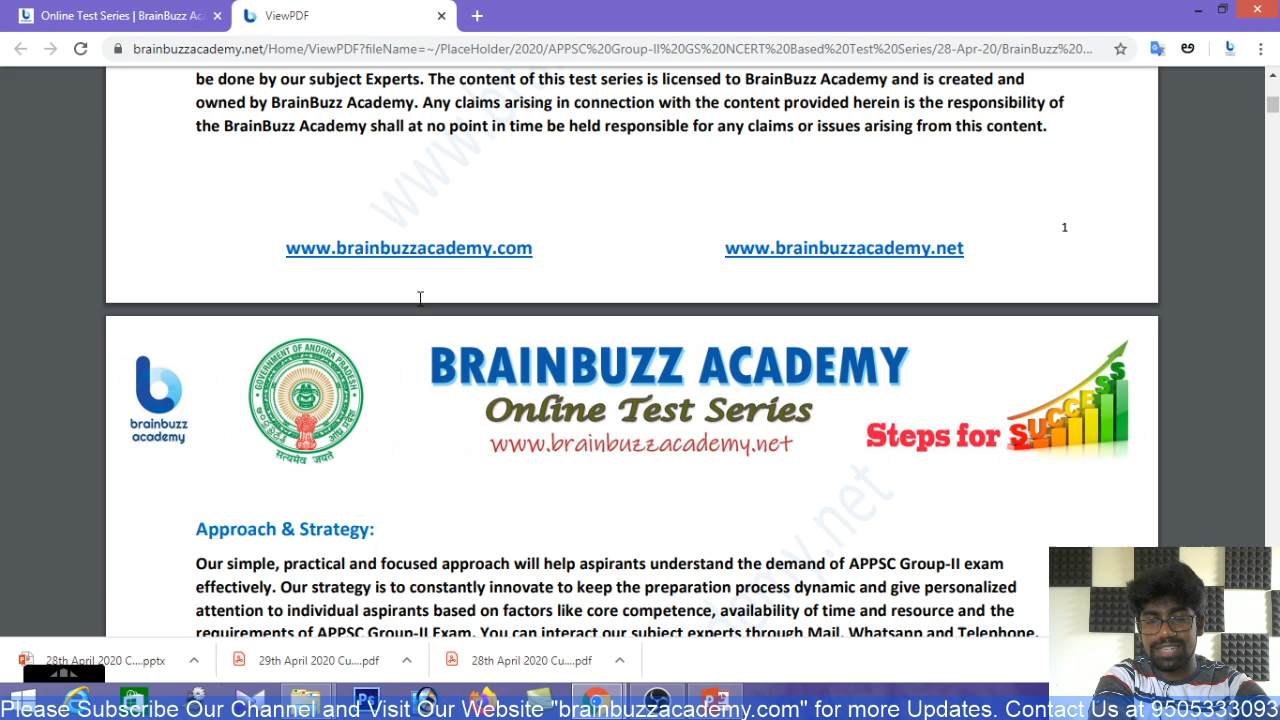 Online Test Series | BrainBuzz Aca
ViewPDF
brainbuzzacademy.net/Home/ViewPDF?fileName=~/PlaceHolder/2020/APPSC%20Group-II%20GS%20NCERT%20Based%20Test%20Series/28-Apr-20/BrainBuzz%20...
be done by our subject Experts. The content of this test series is licensed to BrainBuzz Academy and is created and
owned by BrainBuzz Academy. Any claims arising in connection with the content provided herein is the responsibility of
the BrainBuzz Academy shall at no point in time be held responsible for any claims or issues arising from this content.
1
www.brainbuzzacademy.com
www.brainbuzzacademy.net
brainbuzz
academy
GOVERNMENT OF ANDHRA PRADESH
सत्यमेव जयते
BRAINBUZZ ACADEMY
Online Test Series
www.brainbuzzacademy.net
Steps for SUCCESS
Approach & Strategy:
Our simple, practical and focused approach will help aspirants understand the demand of APPSC Group-II exam
effectively. Our strategy is to constantly innovate to keep the preparation process dynamic and give personalized
attention to individual aspirants based on factors like core competence, availability of time and resource and the
requirements of APPSC Group-II Exam. You can interact our subject experts through Mail, Whatsapp and Telephone.
28th April 2020 C....pptx
29th April 2020 Cu....pdf
28th April 2020 Cu....pdf
Please Subscribe Our Channel and Visit Our Website "brainbuzzacademy.com" for more Updates. Contact Us at 9505333093